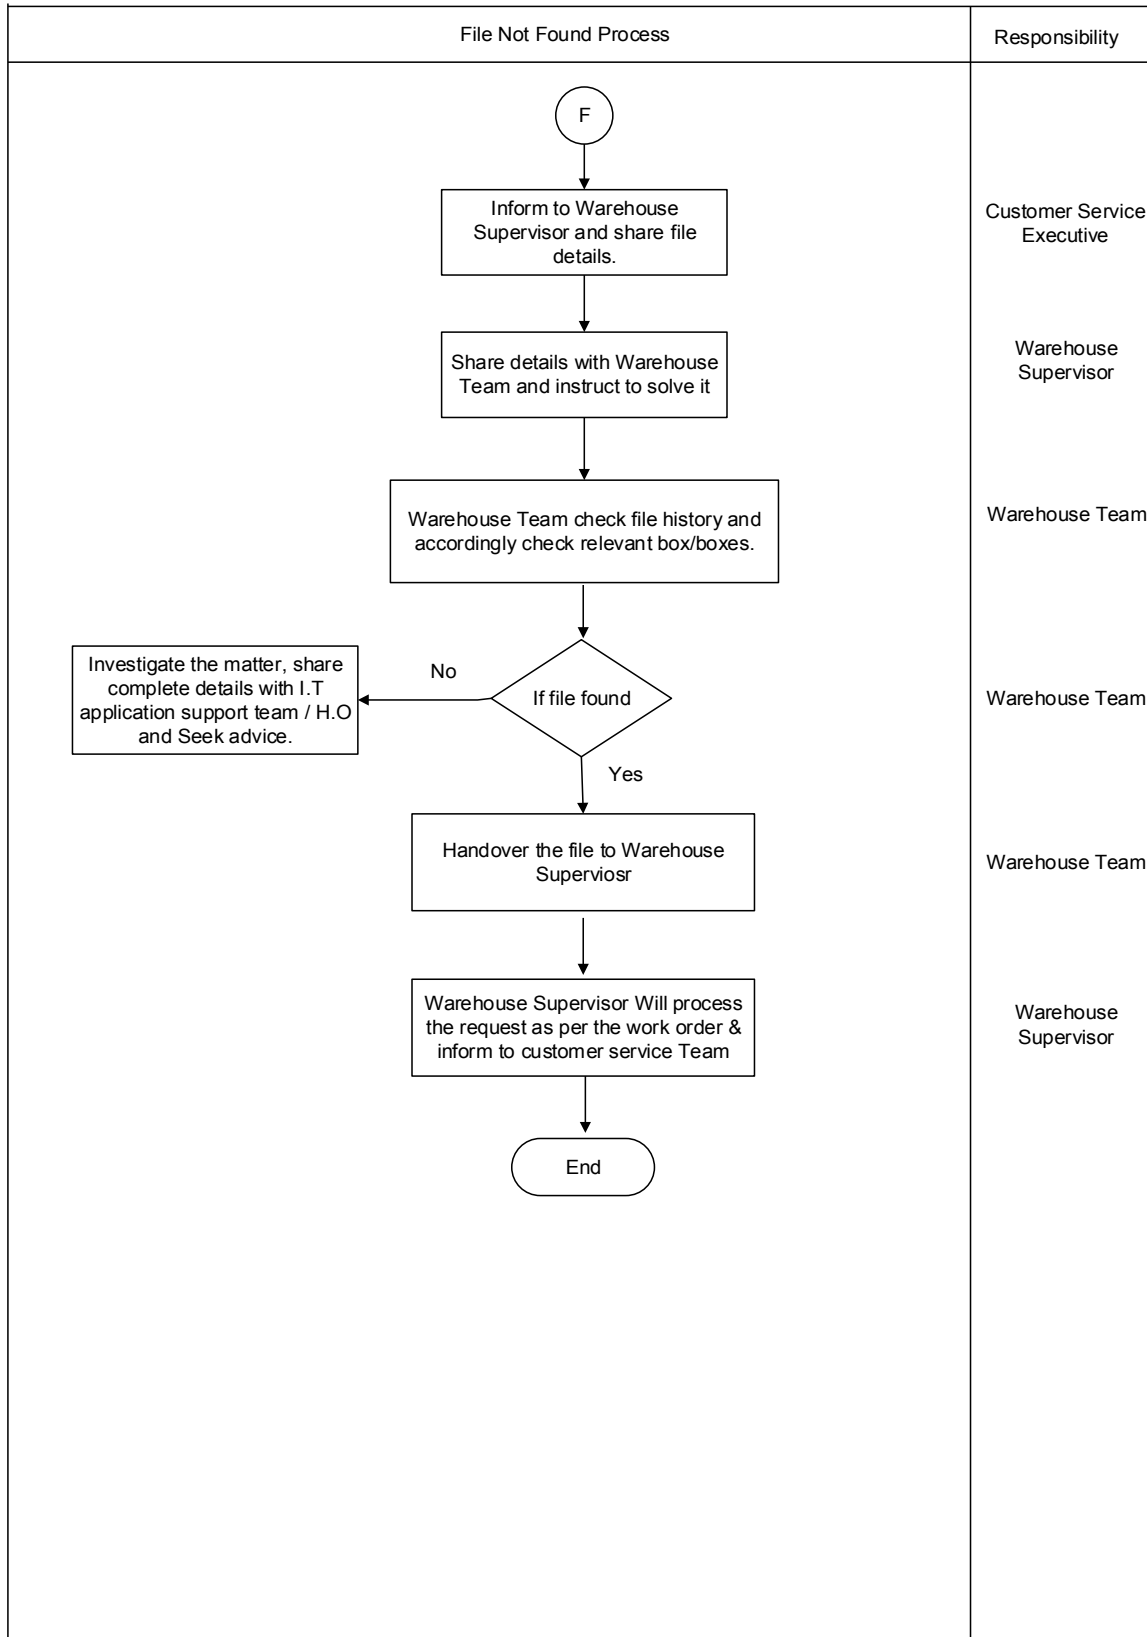 File Not Found Process
Responsibility
F
Inform to Warehouse
Supervisor and share file
details.
Customer Service
Executive
Share details with Warehouse
Team and instruct to solve it
Warehouse
Supervisor
Warehouse Team check file history and
accordingly check relevant box/boxes.
Warehouse Team
Investigate the matter, share
complete details with I.T
application support team / H.O
and Seek advice.
No
If file found
Warehouse Team
Yes
Handover the file to Warehouse
Superviosr
Warehouse Team
Warehouse Supervisor Will process
the request as per the work order &
inform to customer service Team
Warehouse
Supervisor
End